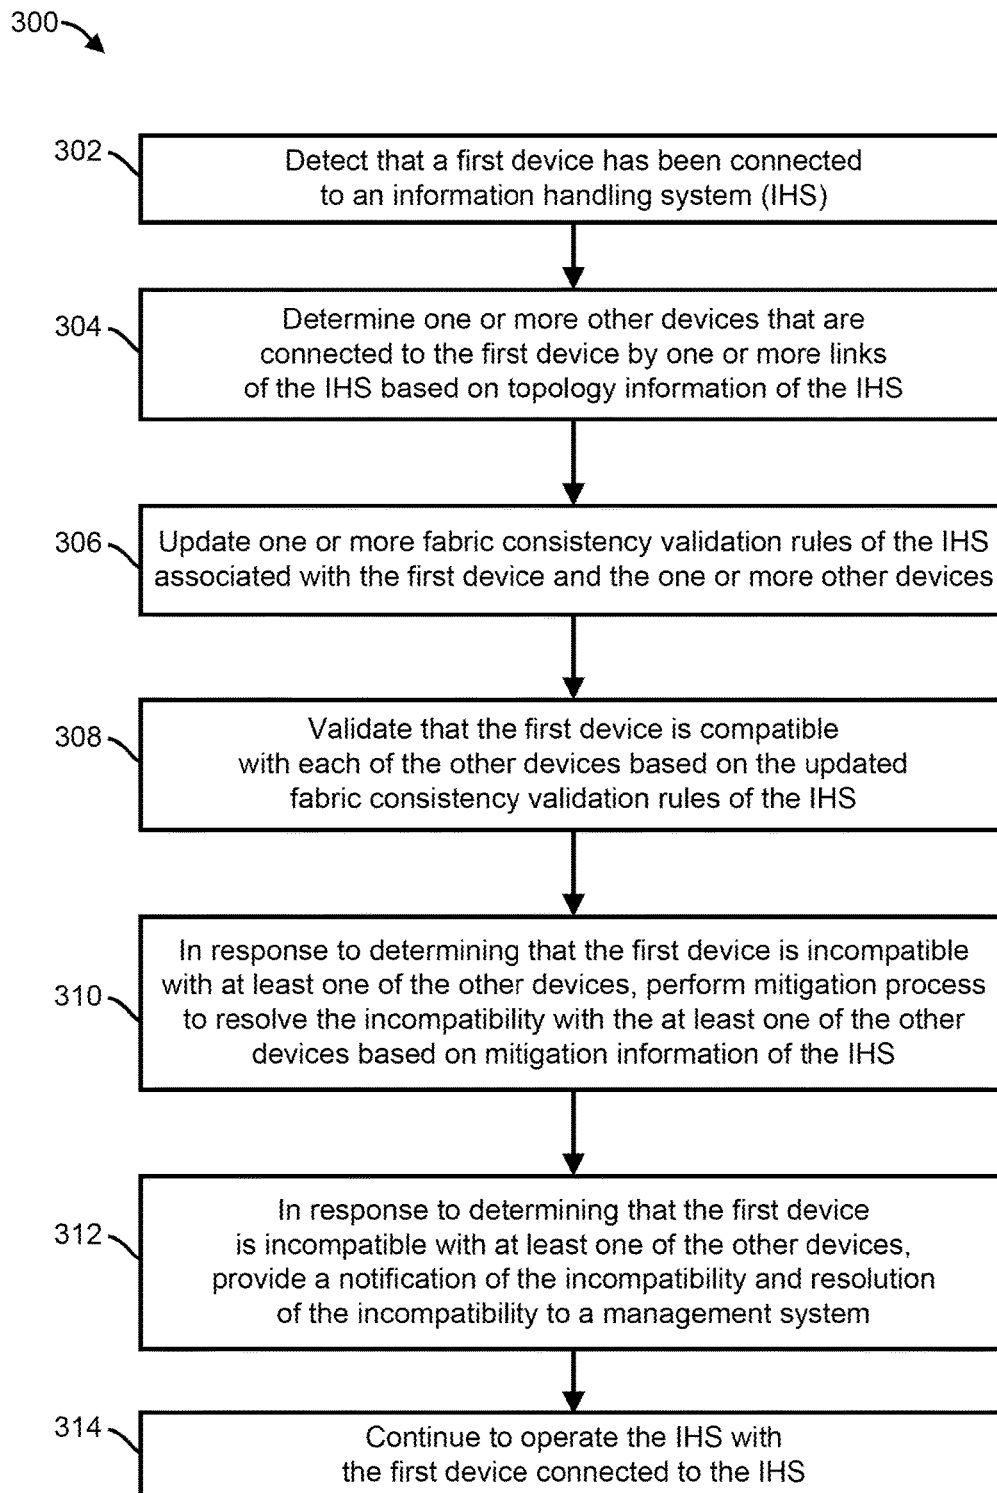 300
302
Detect that a first device has been connected
to an information handling system (IHS)
304
Determine one or more other devices that are
connected to the first device by one or more links
of the IHS based on topology information of the IHS
306
Update one or more fabric consistency validation rules of the IHS
associated with the first device and the one or more other devices
308
Validate that the first device is compatible
with each of the other devices based on the updated
fabric consistency validation rules of the IHS
310
In response to determining that the first device is incompatible
with at least one of the other devices, perform mitigation process
to resolve the incompatibility with the at least one of the other
devices based on mitigation information of the IHS
312
In response to determining that the first device
is incompatible with at least one of the other devices,
provide a notification of the incompatibility and resolution
of the incompatibility to a management system
314
Continue to operate the IHS with
the first device connected to the IHS